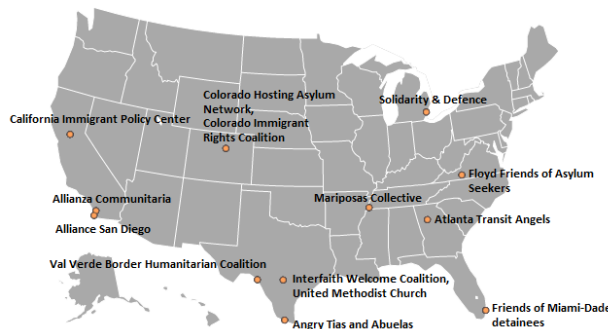 Colorado Hosting Asylum
Network,
Colorado Immigrant
Rights Coalition
Solidarity & Defence
California Immigrant Policy Center
Floyd Friends of Asylum
Seekers
Allianza Communitaria
Mariposas Collective
Atlanta Transit Angels
Alliance San Diego
Val Verde Border Humanitarian Coalition
Interfaith Welcome Coalition,
United Methodist Church
Friends of Miami-Dade
detainees
Angry Tias and Abuelas